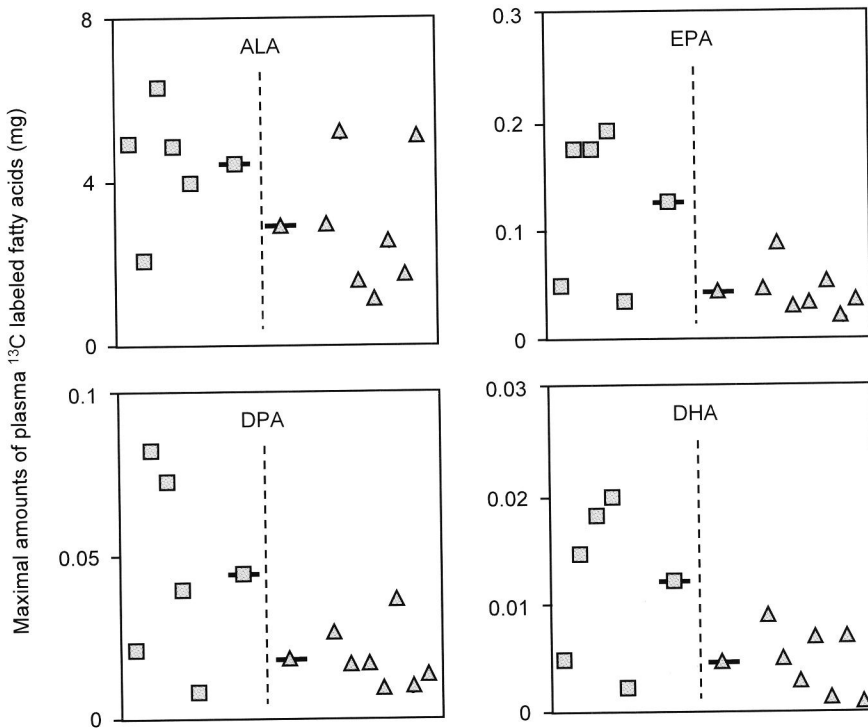 Maximal amounts of plasma ¹³C labeled fatty acids (mg)
ALA
8
4
0
EPA
0.3
0.2
0.1
0
DPA
0.1
0.05
0
DHA
0.03
0.02
0.01
0